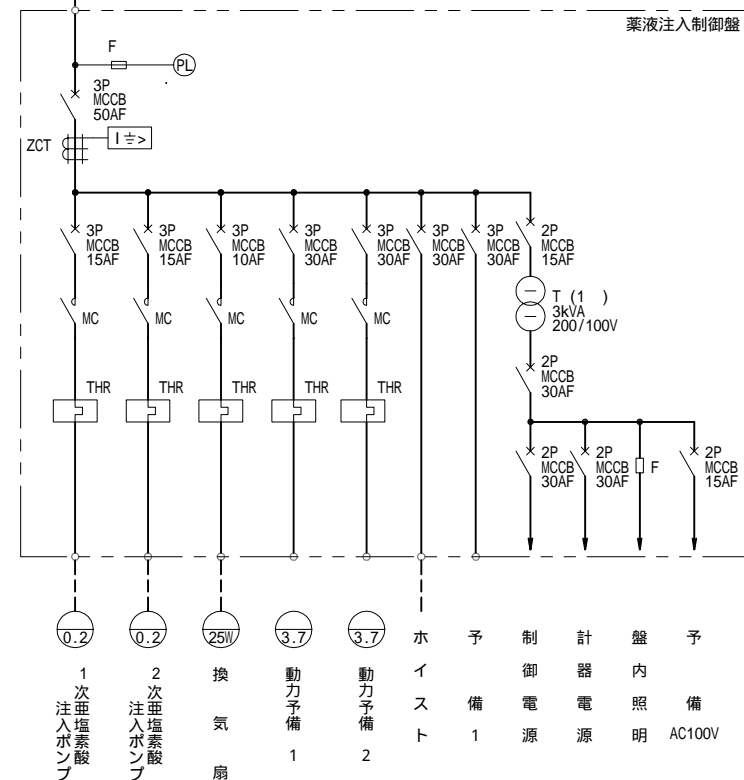 薬液注入制御盤
F
PL
3P
MCCB
50AF
ZCT
I>
3P
MCCB
15AF
3P
MCCB
15AF
3P
MCCB
10AF
3P
MCCB
30AF
3P
MCCB
30AF
3P
MCCB
30AF
3P
MCCB
30AF
2P
MCCB
15AF
MC
MC
MC
MC
MC
T (1 )
3kVA
200/100V
2P
MCCB
30AF
THR
THR
THR
THR
THR
2P
MCCB
30AF
2P
MCCB
30AF
F
2P
MCCB
15AF
0.2
0.2
25W
3.7
3.7
1次亜塩素酸
注入ポンプ
2次亜塩素酸
注入ポンプ
換気扇
動力予備1
動力予備2
ホイスト
予備1
制御電源
計器電源
盤内照明
予備
AC100V